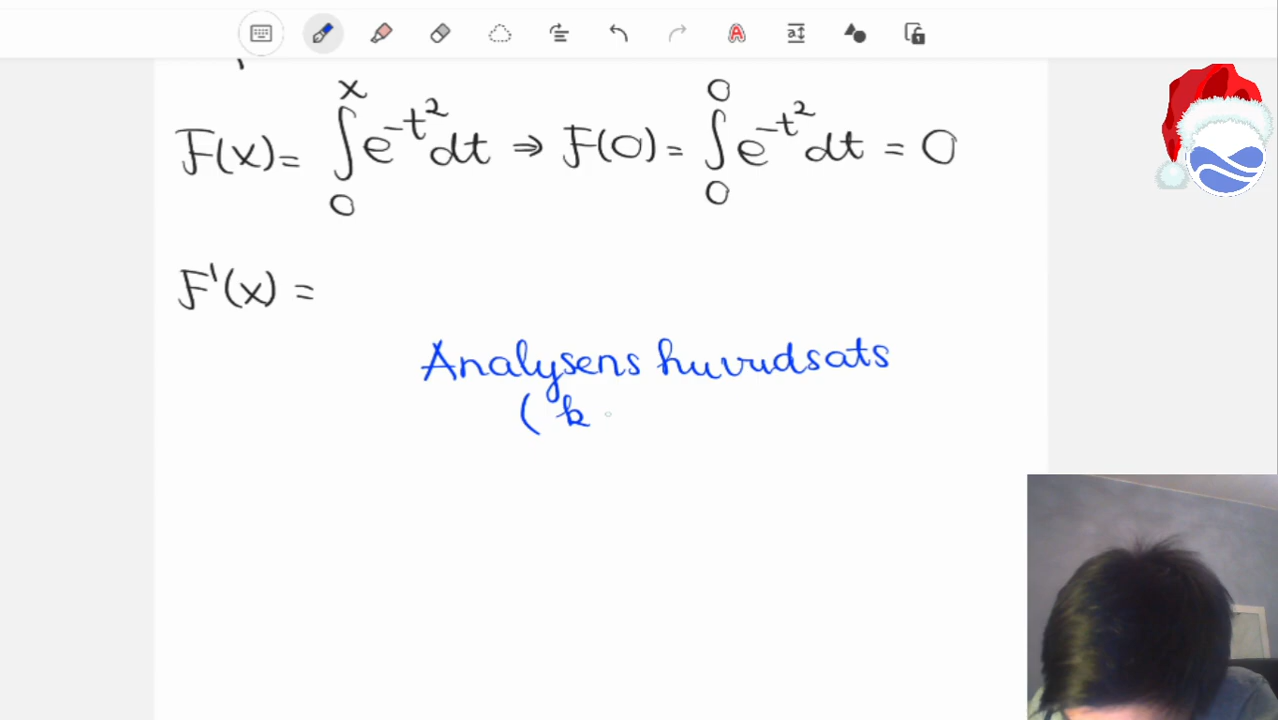 F(x) = ∫₀ˣ e^(-t²) dt ⇒ F(0) = ∫₀⁰ e^(-t²) dt = 0
F'(x) =
Analysens huvudsats
( k